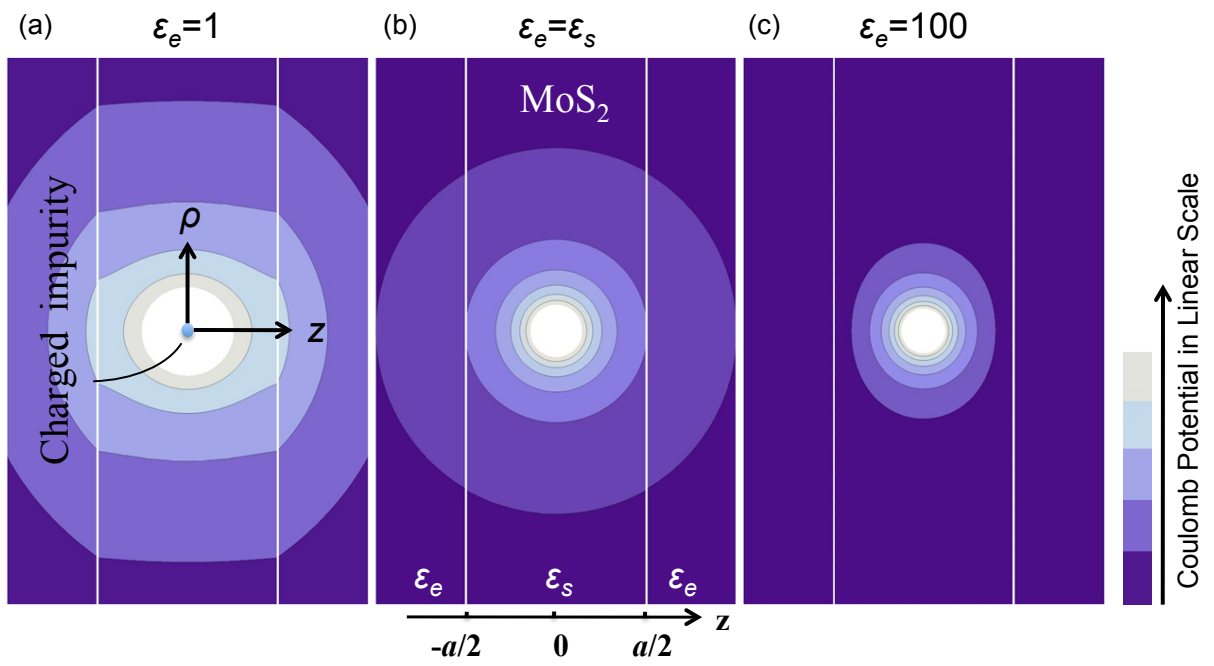 (a)
εe=1
(b)
εe=εs
(c)
εe=100
MoS2
Charged impurity
ρ
z
εe
εs
εe
z
-a/2
0
a/2
Coulomb Potential in Linear Scale